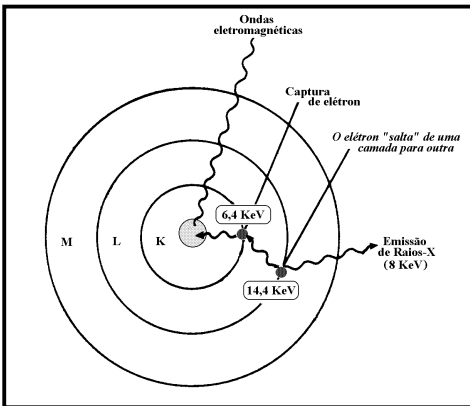 Ondas
eletromagnéticas
Captura
de elétron
O elétron "salta" de uma
camada para outra
6,4 KeV
M L K
Emissão
de Raios-X
(8 KeV)
14,4 KeV